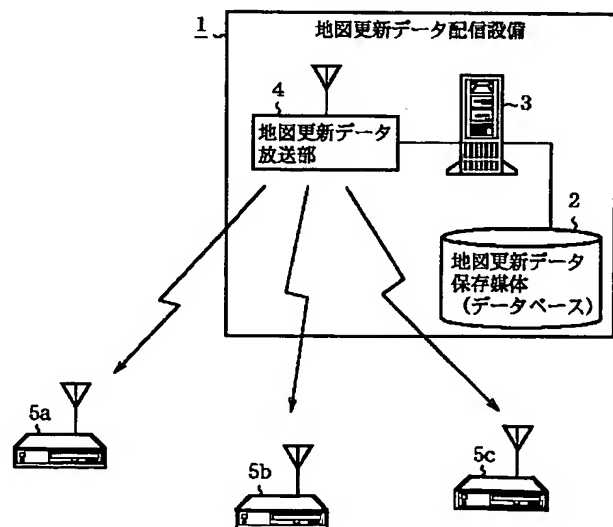 1
地図更新データ配信設備
4
3
地図更新データ
放送部
2
地図更新データ
保存媒体
(データベース)
5a
5b
5c